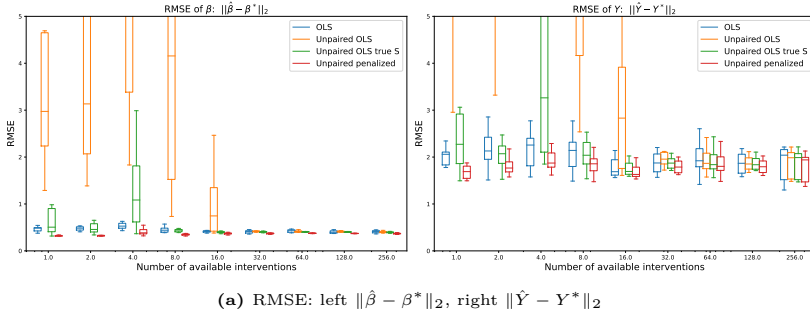 RMSE of β: ||β̂−β*||₂
5
4
3
2
1
0
RMSE
1.0 2.0 4.0 8.0 16.0 32.0 64.0 128.0 256.0
Number of available interventions
OLS
Unpaired OLS
Unpaired OLS true S
Unpaired penalized
RMSE of Y: ||Ŷ−Y*||₂
5
4
3
2
1
0
RMSE
1.0 2.0 4.0 8.0 16.0 32.0 64.0 128.0 256.0
Number of available interventions
OLS
Unpaired OLS
Unpaired OLS true S
Unpaired penalized
(a) RMSE: left ‖β̂ − β*‖₂, right ‖Ŷ − Y*‖₂